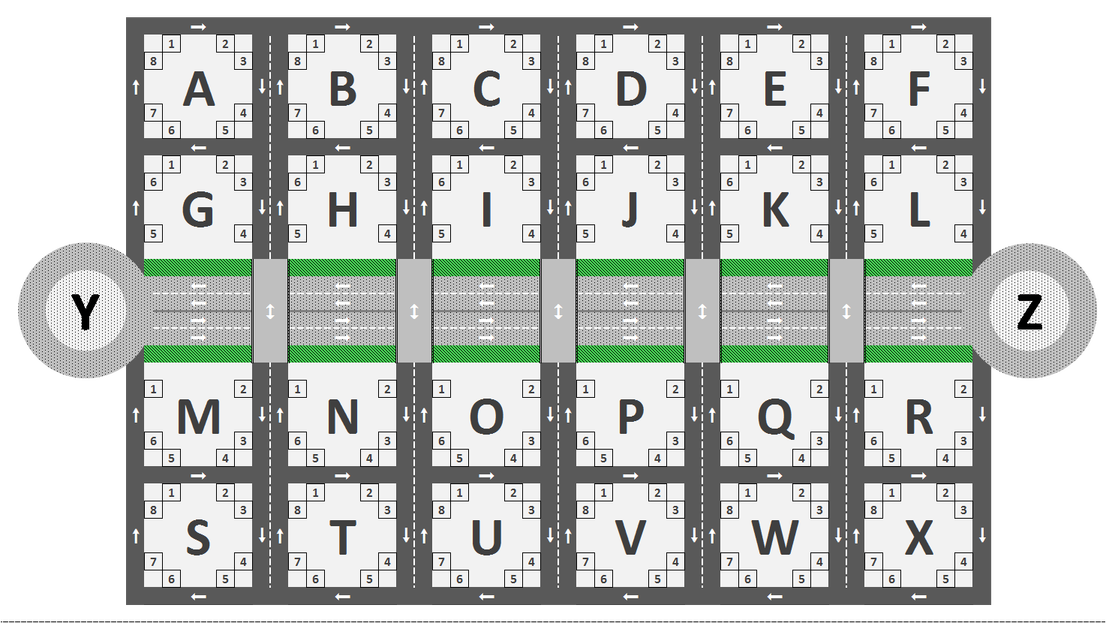 1 2 1 2 1 2 1 2 1 2 1 2
8 3 8 3 8 3 8 3 8 3 8 3
A B C D E F
7 4 7 4 7 4 7 4 7 4 7 4
6 5 6 5 6 5 6 5 6 5 6 5
1 2 1 2 1 2 1 2 1 2 1 2
6 3 6 3 6 3 6 3 6 3 6 3
G H I J K L
5 4 5 4 5 4 5 4 5 4 5 4
Y Z
1 2 1 2 1 2 1 2 1 2 1 2
M N O P Q R
6 3 6 3 6 3 6 3 6 3 6 3
5 4 5 4 5 4 5 4 5 4 5 4
1 2 1 2 1 2 1 2 1 2 1 2
8 3 8 3 8 3 8 3 8 3 8 3
S T U V W X
7 4 7 4 7 4 7 4 7 4 7 4
6 5 6 5 6 5 6 5 6 5 6 5